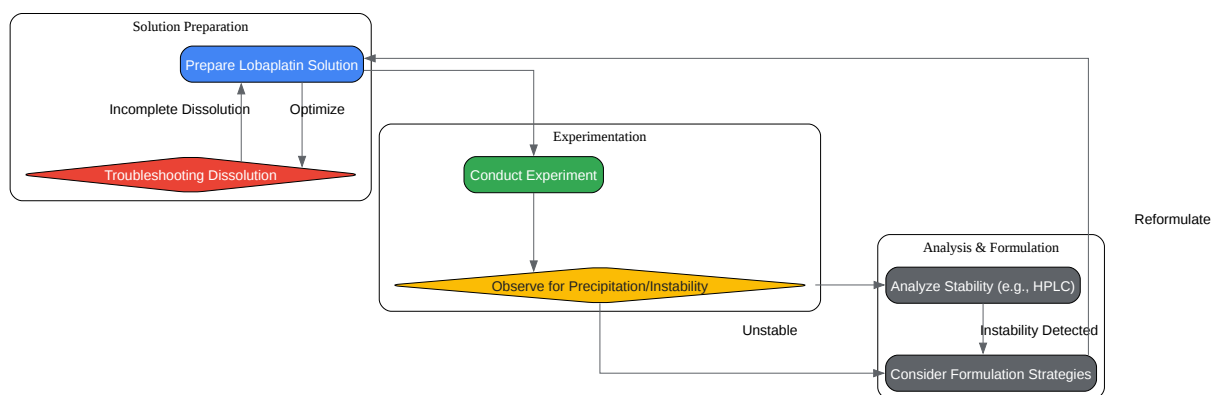 Solution Preparation
Prepare Lobaplatin Solution
Incomplete Dissolution
Optimize
Troubleshooting Dissolution
Experimentation
Conduct Experiment
Observe for Precipitation/Instability
Unstable
Reformulate
Analysis & Formulation
Analyze Stability (e.g., HPLC)
Instability Detected
Consider Formulation Strategies